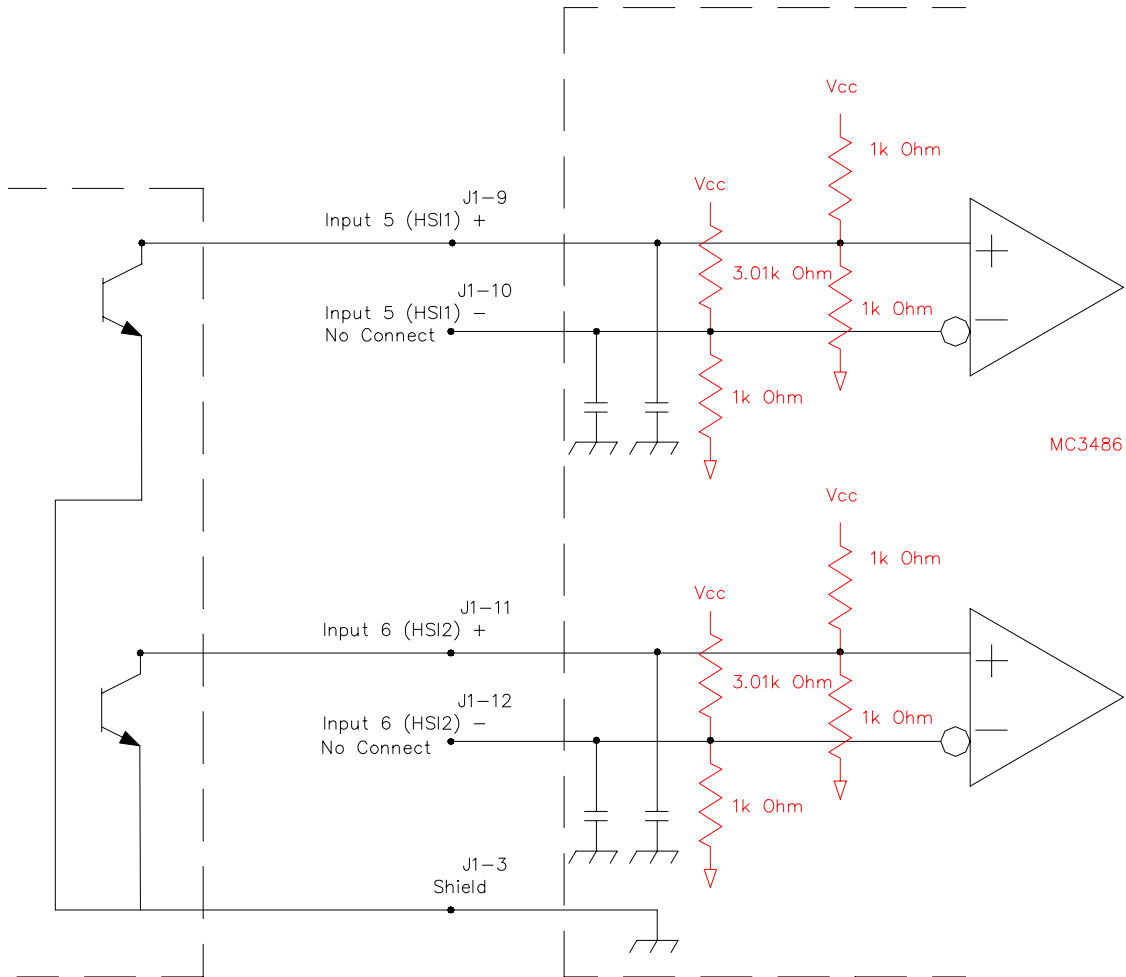 Vcc
1k Ohm
Vcc
J1-9
Input 5 (HSI1) +
3.01k Ohm
+
J1-10
Input 5 (HSI1) -
No Connect
1k Ohm
-
1k Ohm
MC3486
Vcc
1k Ohm
Vcc
J1-11
Input 6 (HSI2) +
3.01k Ohm
+
J1-12
Input 6 (HSI2) -
No Connect
1k Ohm
-
1k Ohm
J1-3
Shield